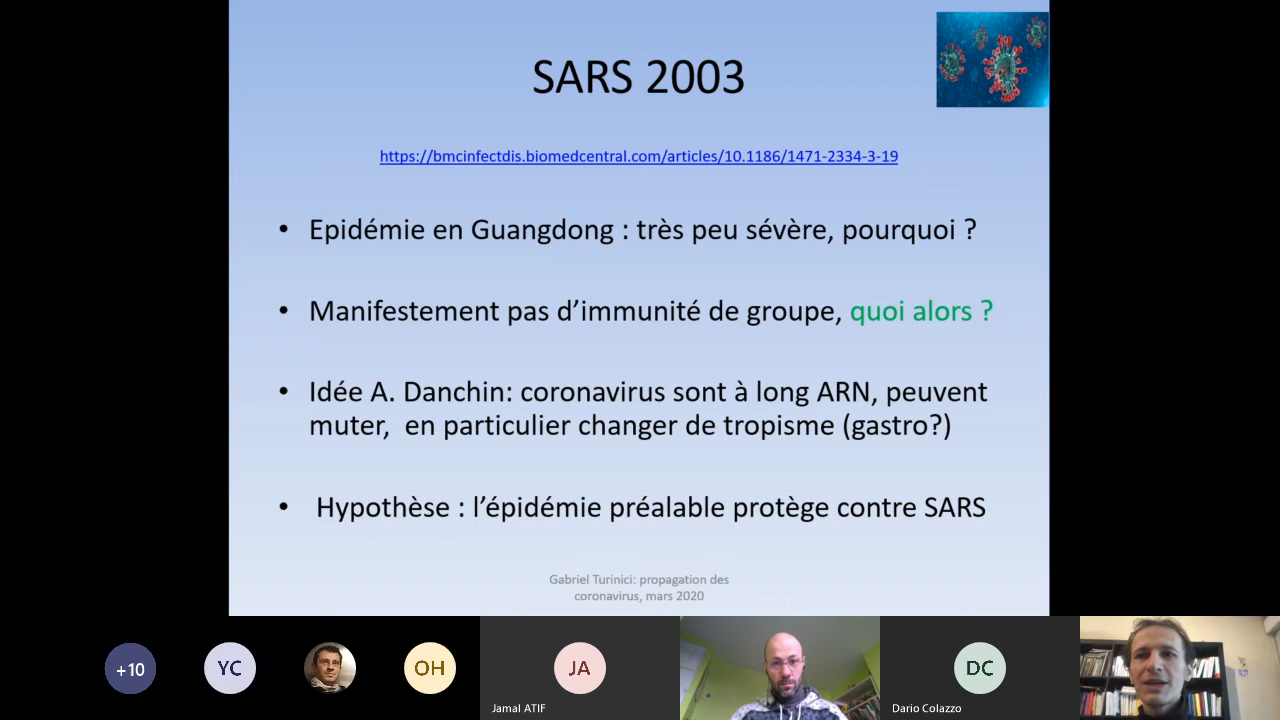 SARS 2003
https://bmcinfectdis.biomedcentral.com/articles/10.1186/1471-2334-3-19
• Epidémie en Guangdong : très peu sévère, pourquoi ?
• Manifestement pas d’immunité de groupe, quoi alors ?
• Idée A. Danchin: coronavirus sont à long ARN, peuvent
muter,  en particulier changer de tropisme (gastro?)
• Hypothèse : l’épidémie préalable protège contre SARS
Gabriel Turinici: propagation des
coronavirus, mars 2020
+10
YC
OH
JA
DC
Jamal ATIF
Dario Colazzo